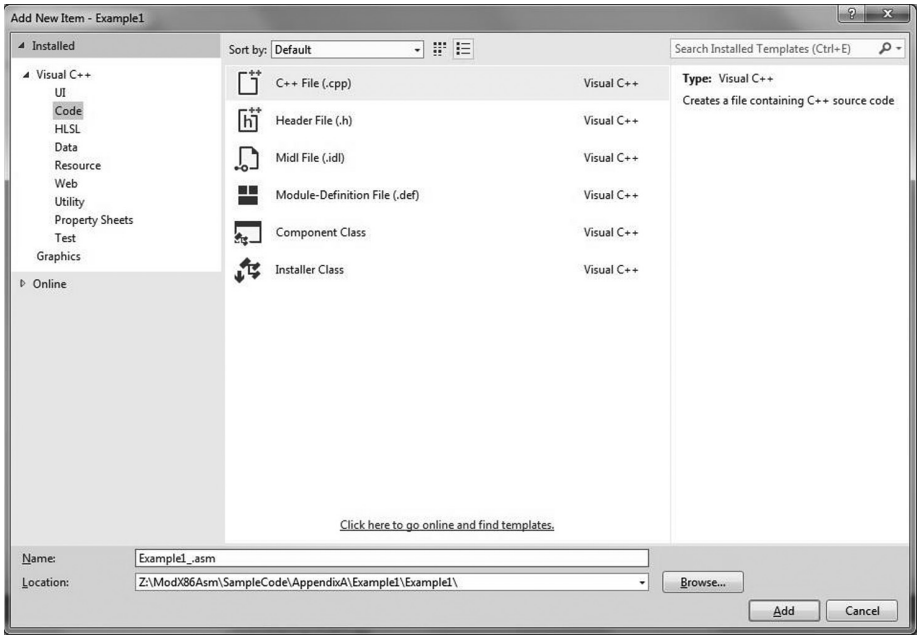 Add New Item - Example1
Installed
Visual C++
UI
Code
HLSL
Data
Resource
Web
Utility
Property Sheets
Test
Graphics
Online
Sort by: Default
C++ File (.cpp) Visual C++
Header File (.h) Visual C++
Midl File (.idl) Visual C++
Module-Definition File (.def) Visual C++
Component Class Visual C++
Installer Class Visual C++
Click here to go online and find templates.
Search Installed Templates (Ctrl+E)
Type: Visual C++
Creates a file containing C++ source code
Name: Example1_.asm
Location: Z:\ModX86Asm\SampleCode\AppendixA\Example1\Example1\
Browse...
Add Cancel